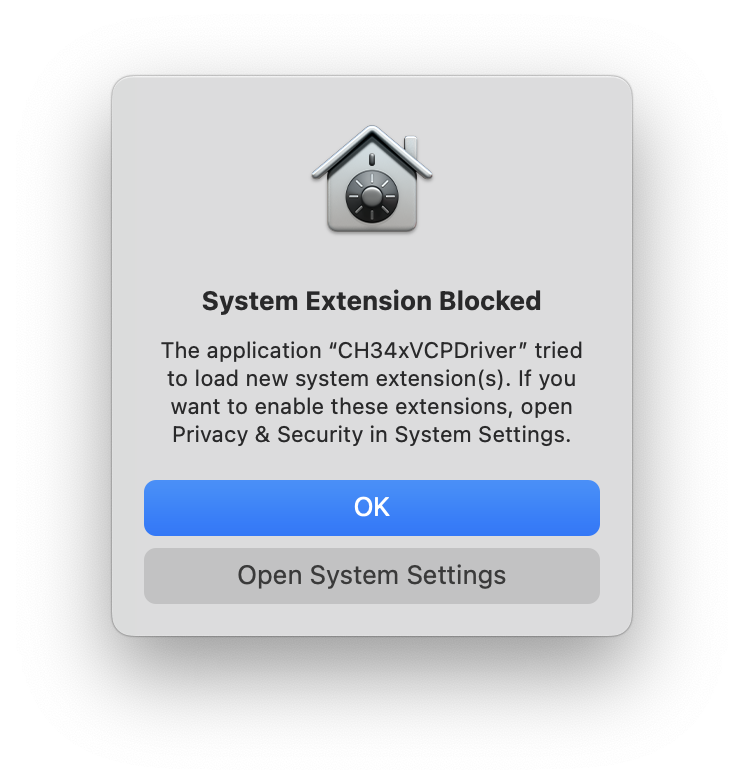 System Extension Blocked
The application “CH34xVCPDriver” tried
to load new system extension(s). If you
want to enable these extensions, open
Privacy & Security in System Settings.
OK
Open System Settings